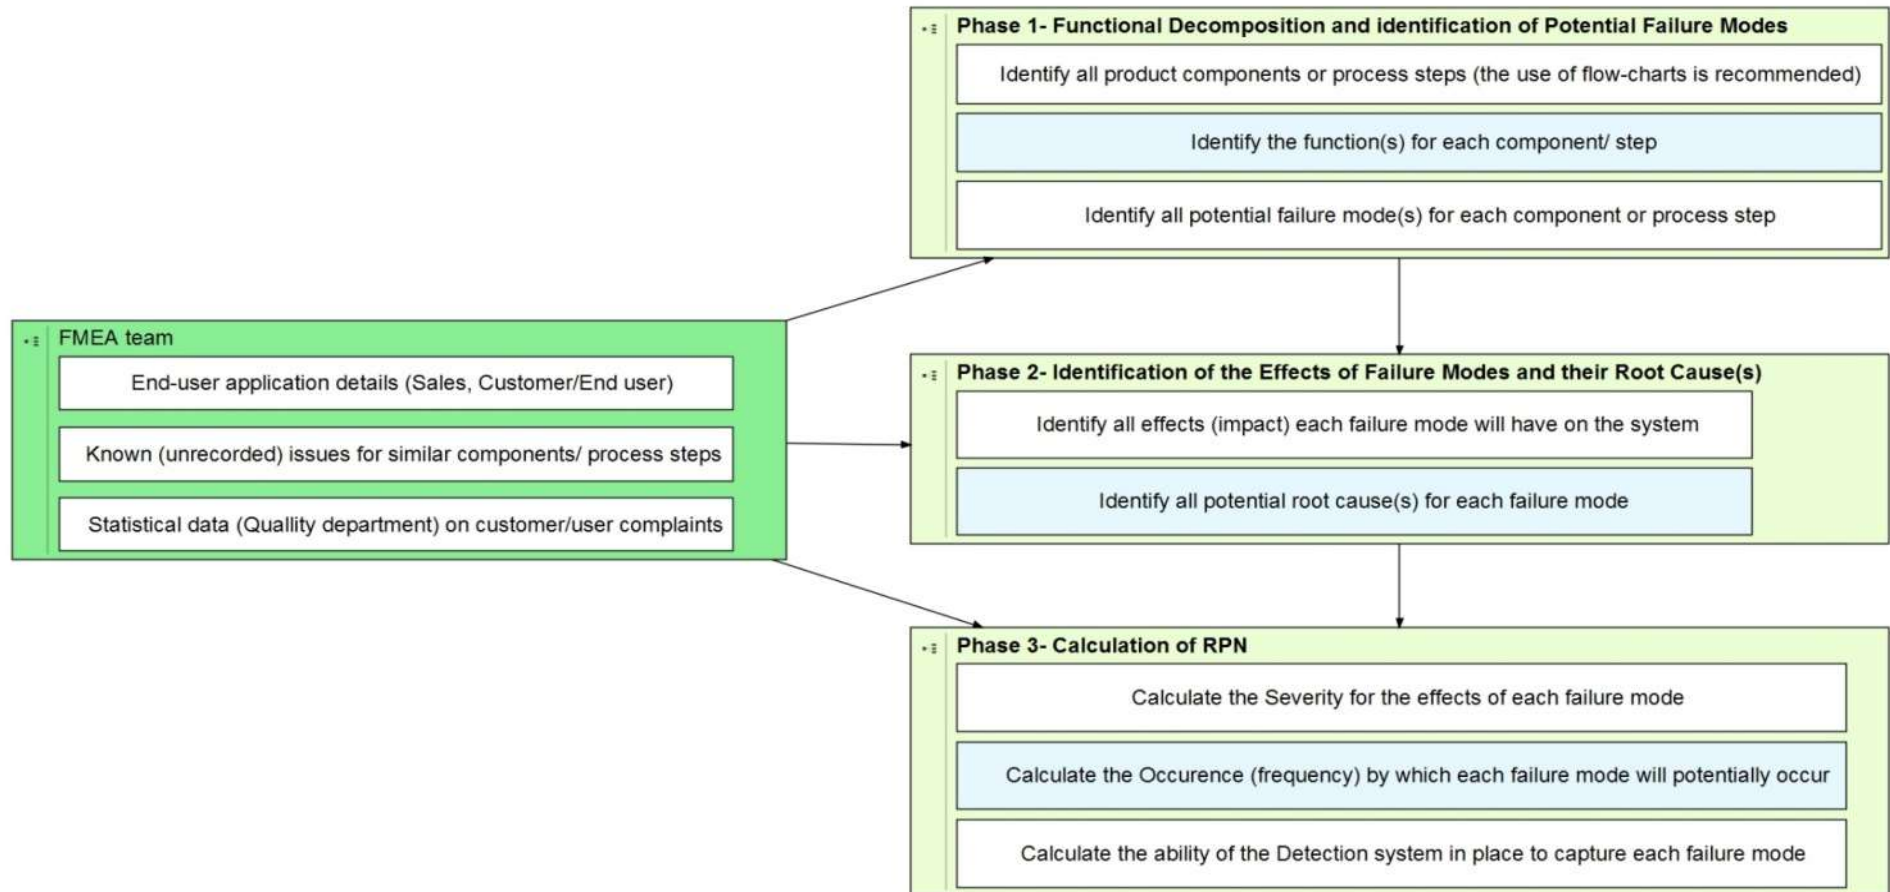 Phase 1- Functional Decomposition and identification of Potential Failure Modes
Identify all product components or process steps (the use of flow-charts is recommended)
Identify the function(s) for each component/ step
Identify all potential failure mode(s) for each component or process step
FMEA team
End-user application details (Sales, Customer/End user)
Known (unrecorded) issues for similar components/ process steps
Statistical data (Quallity department) on customer/user complaints
Phase 2- Identification of the Effects of Failure Modes and their Root Cause(s)
Identify all effects (impact) each failure mode will have on the system
Identify all potential root cause(s) for each failure mode
Phase 3- Calculation of RPN
Calculate the Severity for the effects of each failure mode
Calculate the Occurence (frequency) by which each failure mode will potentially occur
Calculate the ability of the Detection system in place to capture each failure mode